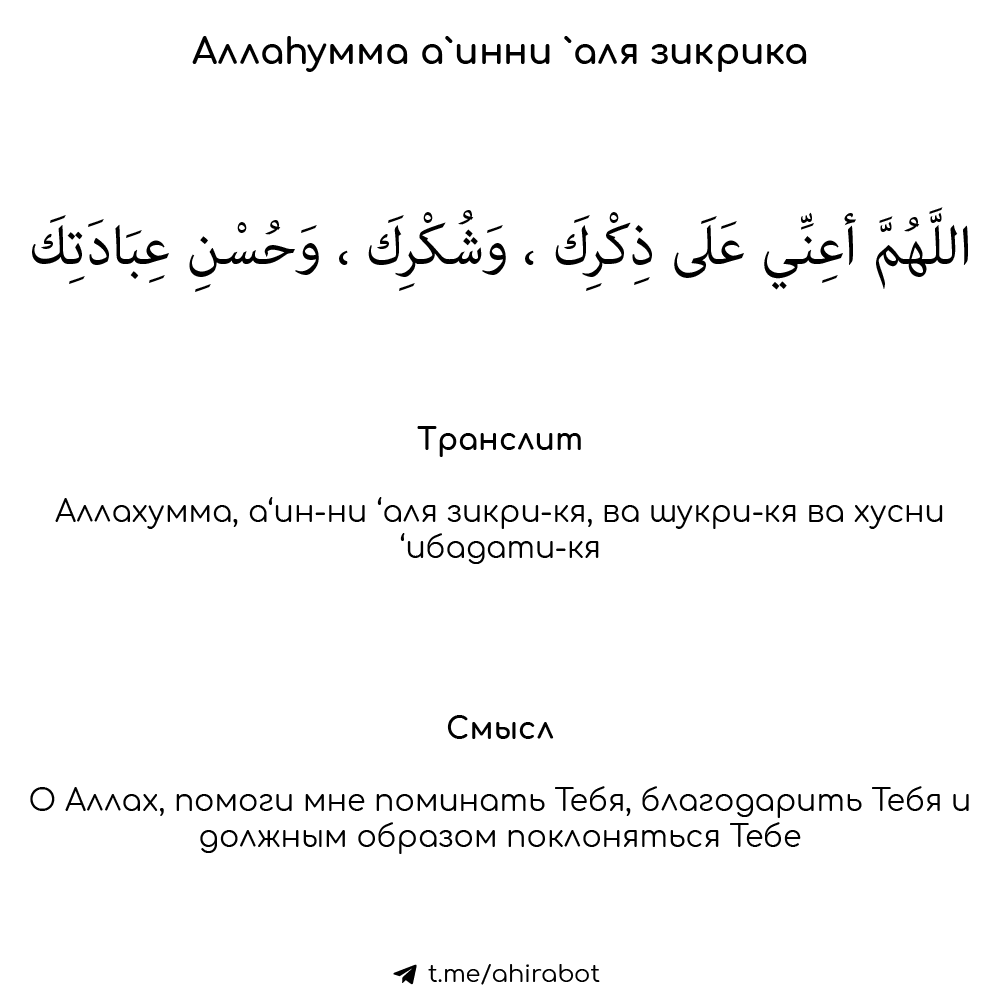 Аллаһумма а`инни `аля зикрика
اللَّهُمَّ أعِنِّي عَلَى ذِكْرِكَ ، وَشُكْرِكَ ، وَحُسْنِ عِبَادَتِكَ
Транслит
Аллахумма, а‘ин-ни ‘аля зикри-кя, ва шукри-кя ва хусни
‘ибадати-кя
Смысл
О Аллах, помоги мне поминать Тебя, благодарить Тебя и
должным образом поклоняться Тебе
t.me/ahirabot